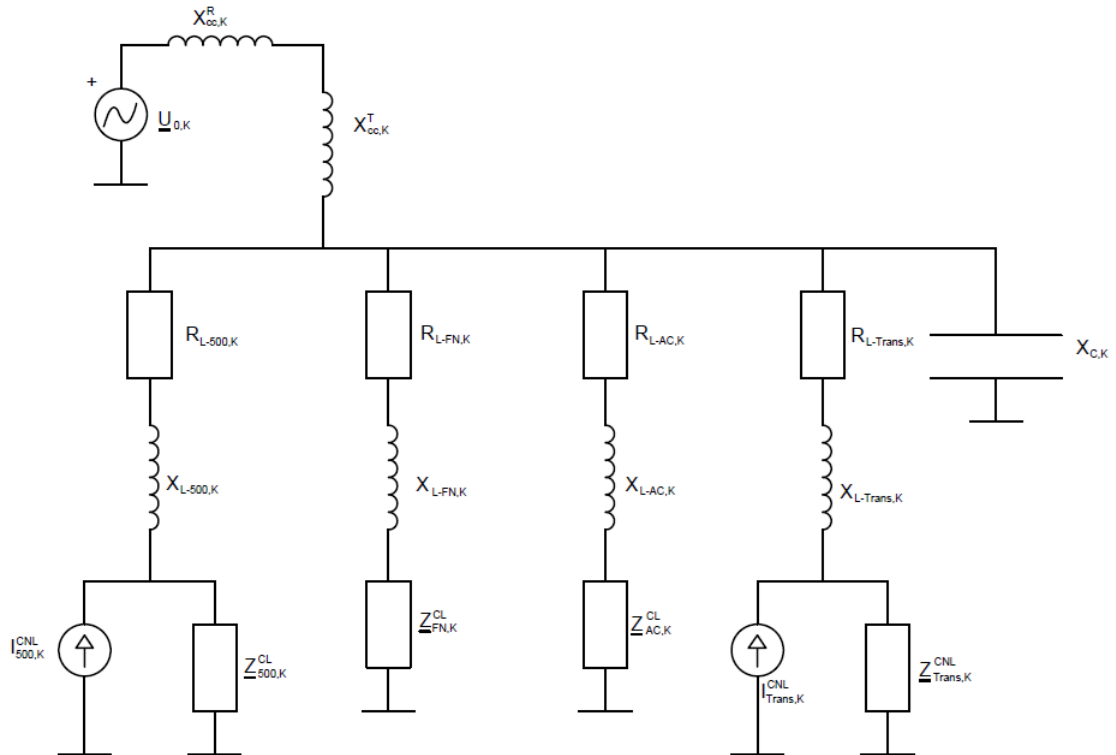 X^R_cc,K
+
U_0,K
X^T_cc,K
R_L-500,K
R_L-FN,K
R_L-AC,K
R_L-Trans,K
X_C,K
X_L-500,K
X_L-FN,K
X_L-AC,K
X_L-Trans,K
I^CNL_500,K
Z^CL_500,K
Z^CL_FN,K
Z^CL_AC,K
I^CNL_Trans,K
Z^CNL_Trans,K